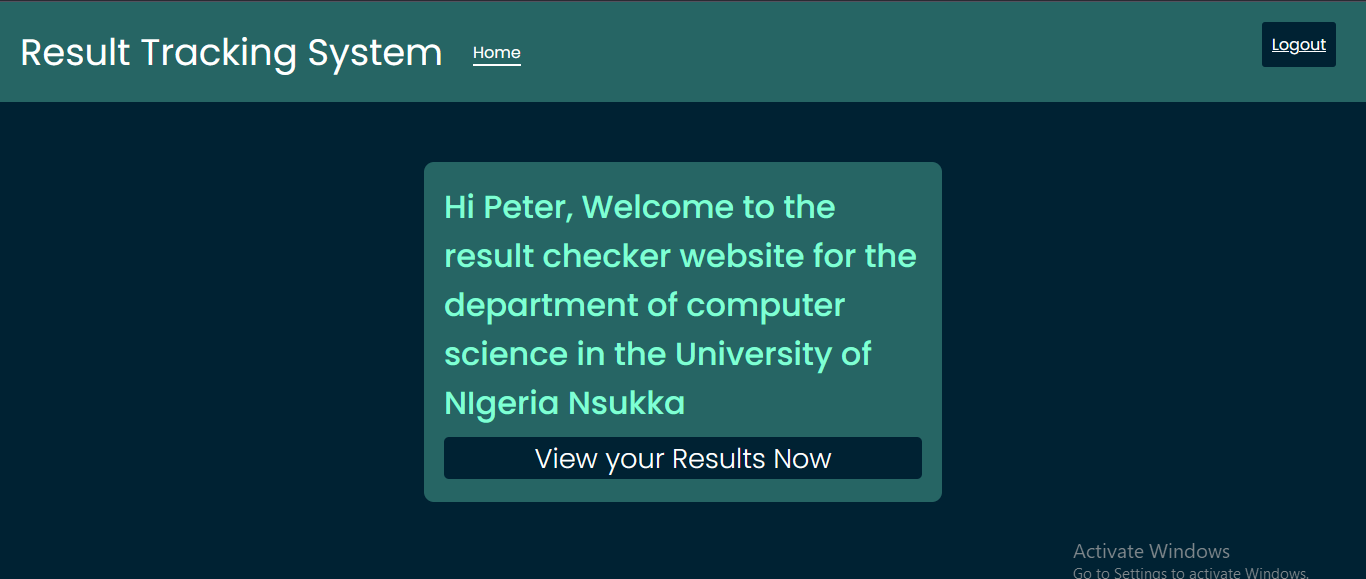 Result Tracking System
Home
Logout
Hi Peter, Welcome to the
result checker website for the
department of computer
science in the University of
NIgeria Nsukka
View your Results Now
Activate Windows
Go to Settings to activate Windows.